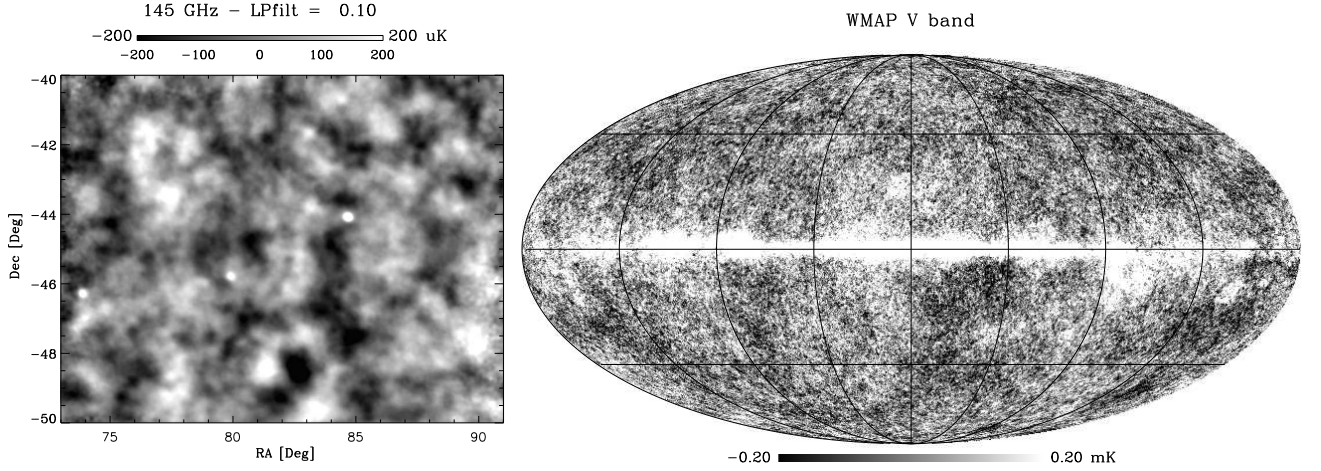 145 GHz − LPfilt = 0.10
−200 200 uK
−200 −100 0 100 200
−40
−42
−44
−46
−48
−50
Dec [Deg]
75 80 85 90
RA [Deg]
WMAP V band
−0.20 0.20 mK